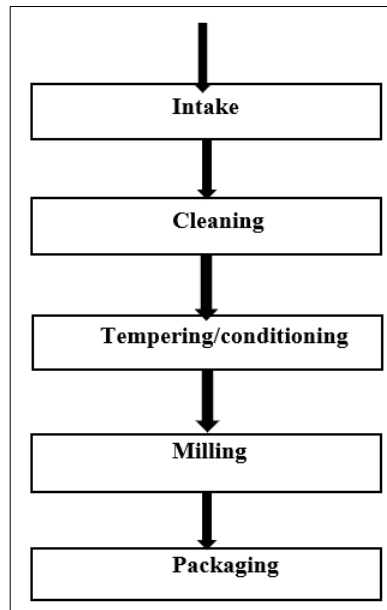 Intake
Cleaning
Tempering/conditioning
Milling
Packaging